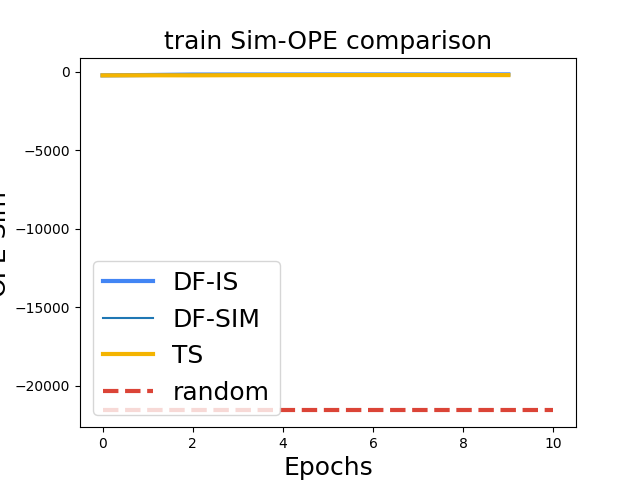 train Sim-OPE comparison
0
−5000
−10000
−15000
−20000
DF-IS
DF-SIM
TS
random
0 2 4 6 8 10
Epochs